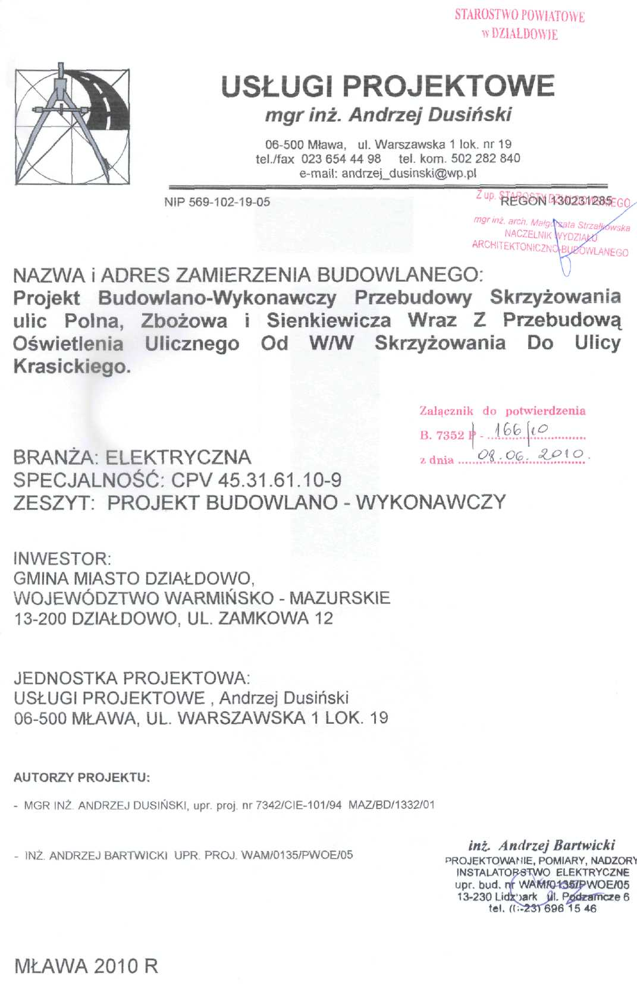 STAROSTWO POWIATOWE
w DZIAŁDOWIE
USŁUGI PROJEKTOWE
mgr inż. Andrzej Dusiński
06-500 Mława, ul. Warszawska 1 lok. nr 19
tel./fax 023 654 44 98 tel. kom. 502 282 840
e-mail: andrzej_dusinski@wp.pl
NIP 569-102-19-05
REGON 130231285
Z up. STAROSTY DZIAŁDOWSKIEGO
mgr inż. arch. Małgorzata Strzałkowska
NACZELNIK WYDZIAŁU
ARCHITEKTONICZNO-BUDOWLANEGO
NAZWA i ADRES ZAMIERZENIA BUDOWLANEGO:
Projekt Budowlano-Wykonawczy Przebudowy Skrzyżowania
ulic Polna, Zbożowa i Sienkiewicza Wraz Z Przebudową
Oświetlenia Ulicznego Od W/W Skrzyżowania Do Ulicy
Krasickiego.
Załącznik do potwierdzenia
B. 7352 P - 166/10
z dnia 08.06.2010.
BRANŻA: ELEKTRYCZNA
SPECJALNOŚĆ: CPV 45.31.61.10-9
ZESZYT: PROJEKT BUDOWLANO - WYKONAWCZY
INWESTOR:
GMINA MIASTO DZIAŁDOWO,
WOJEWÓDZTWO WARMIŃSKO - MAZURSKIE
13-200 DZIAŁDOWO, UL. ZAMKOWA 12
JEDNOSTKA PROJEKTOWA:
USŁUGI PROJEKTOWE , Andrzej Dusiński
06-500 MŁAWA, UL. WARSZAWSKA 1 LOK. 19
AUTORZY PROJEKTU:
- MGR INŻ. ANDRZEJ DUSIŃSKI, upr. proj. nr 7342/CIE-101/94 MAZ/BD/1332/01
- INŻ. ANDRZEJ BARTWICKI UPR. PROJ. WAM/0135/PWOE/05
inż. Andrzej Bartwicki
PROJEKTOWANIE, POMIARY, NADZORY
INSTALATORSTWO ELEKTRYCZNE
upr. bud. nr WAM/0135/PWOE/05
13-230 Lidzbark ul. Podzamcze 6
tel. 696 15 46
MŁAWA 2010 R